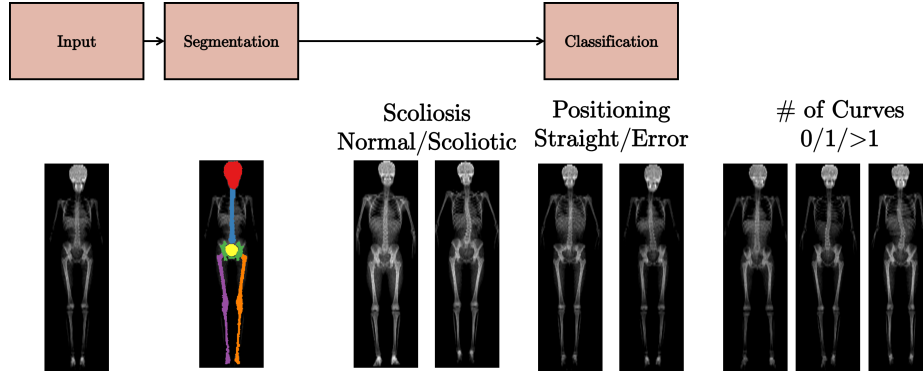 Input
Segmentation
Classification
Scoliosis
Normal/Scoliotic
Positioning
Straight/Error
# of Curves
0/1/>1